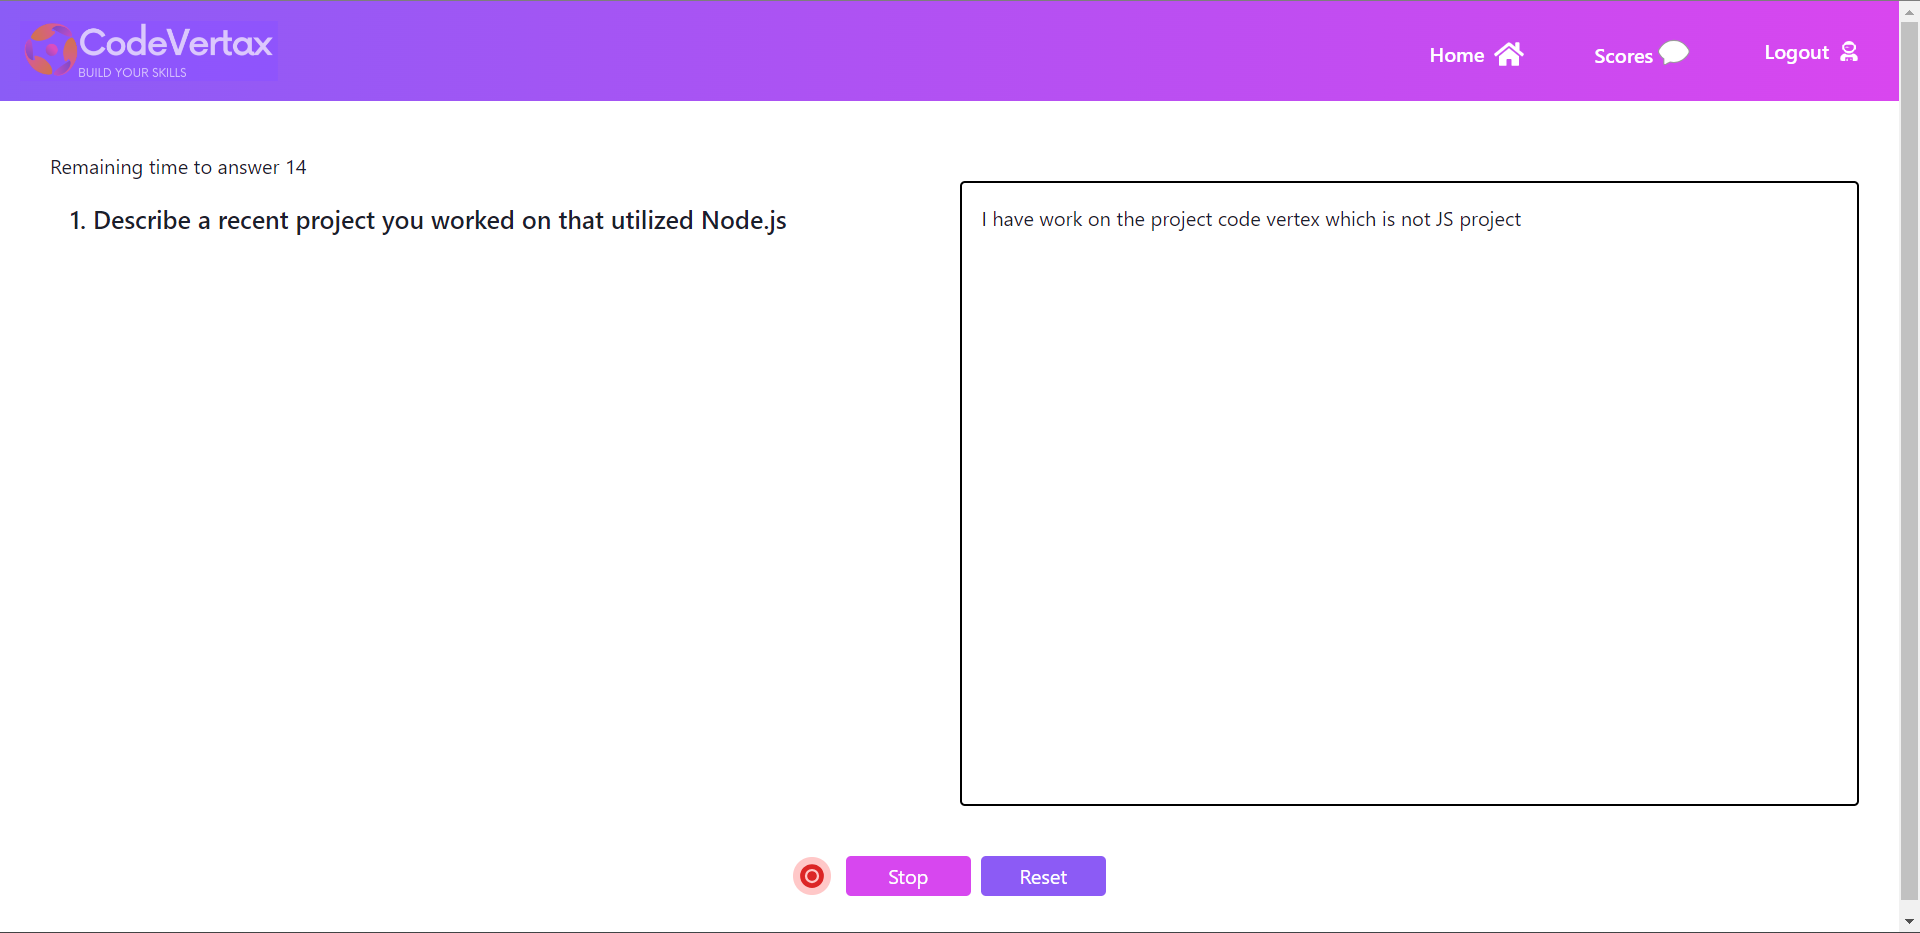 CodeVertax
BUILD YOUR SKILLS
Home
Scores
Logout
Remaining time to answer 14
1. Describe a recent project you worked on that utilized Node.js
I have work on the project code vertex which is not JS project
Stop
Reset